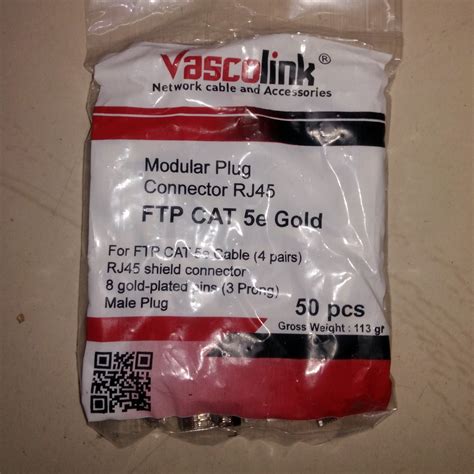 Vascolink®
Network cable and Accessories
Modular Plug
Connector RJ45
FTP CAT 5e Gold
For FTP CAT 5e Cable (4 pairs)
RJ45 shield connector
8 gold-plated pins (3 Prong)
Male Plug
50 pcs
Gross Weight : 113 gr